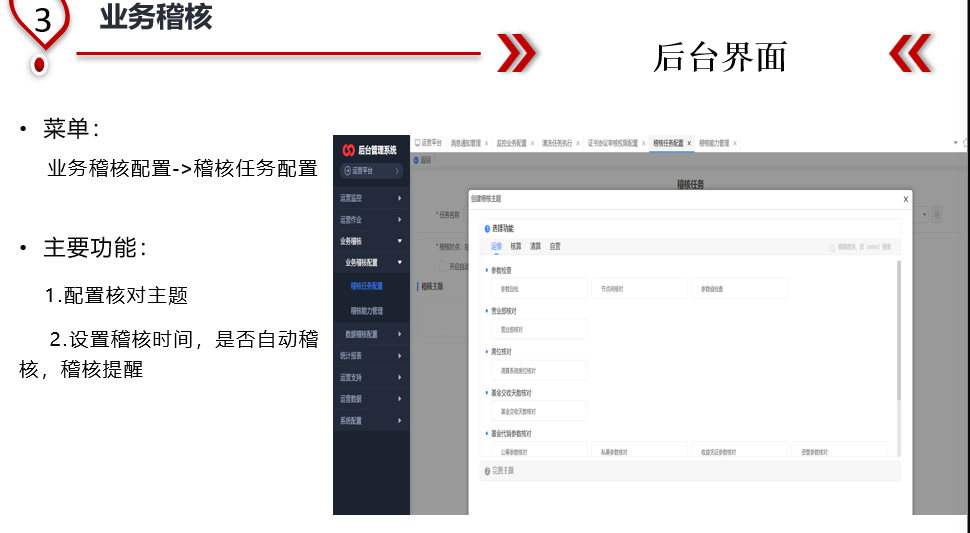 3
业务稽核
后台界面
• 菜单：
业务稽核配置->稽核任务配置
• 主要功能：
1.配置核对主题
2.设置稽核时间，是否自动稽
核，稽核提醒
后台管理系统
运营平台
运营监控
运营作业
业务稽核
业务稽核配置
稽核任务配置
稽核能力管理
数据稽核配置
统计报表
运营支持
运营数据
系统配置
运营平台 消息通知管理 x 监控业务配置 x 清洗任务执行 x 证书协议审核权限配置 x 稽核任务配置 x 稽核能力管理 x
返回
稽核任务
* 任务名称
* 稽核时点:
开启自
稽核主题
创建稽核主题 X
1 选择功能
运维 核算 清算 自营
参数检查
参数自检 节点间核对 参数值检查
营业部核对
营业部核对
席位核对
清算系统席位核对
基金交收天数核对
基金交收天数核对
基金代销参数核对
公募参数核对 私募参数核对 收益凭证参数核对 资管参数核对
2 完善主题